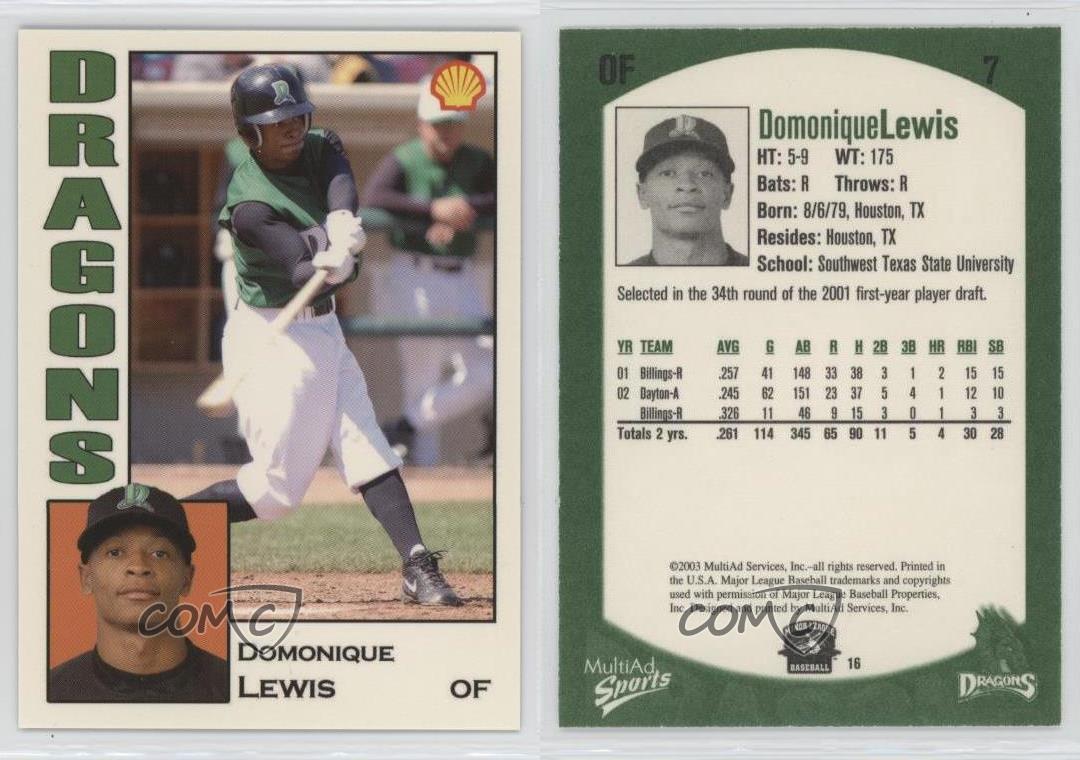 DRAGONS
D
COMC
DOMONIQUE
LEWIS OF
OF 7
DomoniqueLewis
HT: 5-9 WT: 175
Bats: R Throws: R
Born: 8/6/79, Houston, TX
Resides: Houston, TX
School: Southwest Texas State University
Selected in the 34th round of the 2001 first-year player draft.
YR TEAM AVG G AB R H 2B 3B HR RBI SB
01 Billings-R .257 41 148 33 38 3 1 2 15 15
02 Dayton-A .245 62 151 23 37 5 4 1 12 10
Billings-R .326 11 46 9 15 3 0 1 3 3
Totals 2 yrs. .261 114 345 65 90 11 5 4 30 28
©2003 MultiAd Services, Inc.–all rights reserved. Printed in
the U.S.A. Major League Baseball trademarks and copyrights
used with permission of Major League Baseball Properties,
Inc. Designed and printed by MultiAd Services, Inc.
COMC
MINOR LEAGUE
BASEBALL
16
MultiAd
Sports
DRAGONS